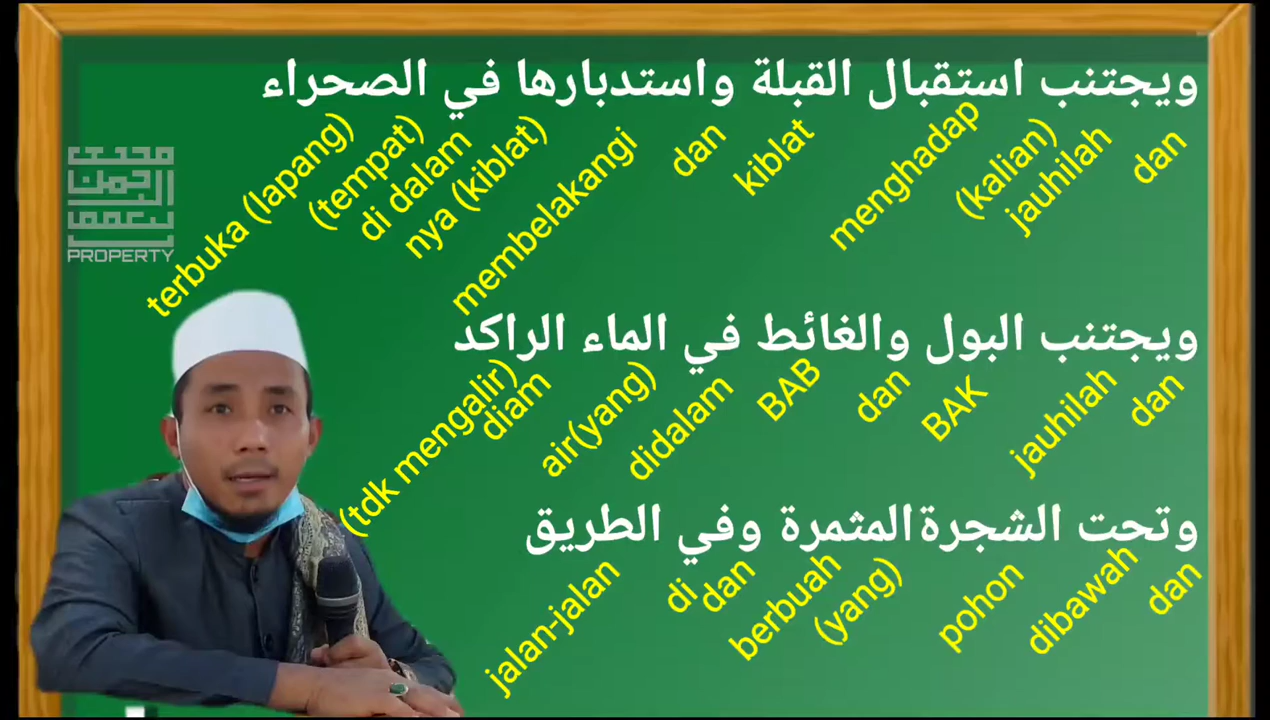 ويجتنب استقبال القبلة واستدبارها في الصحراء
dan jauhilah (kalian) menghadap kiblat dan membelakangi nya (kiblat) di dalam (tempat) terbuka (lapang)
ويجتنب البول والغائط في الماء الراكد
dan jauhilah BAK dan BAB didalam air(yang) diam (tdk mengalir)
وتحت الشجرة المثمرة وفي الطريق
dan dibawah pohon (yang) berbuah dan di jalan-jalan
PROPERTY